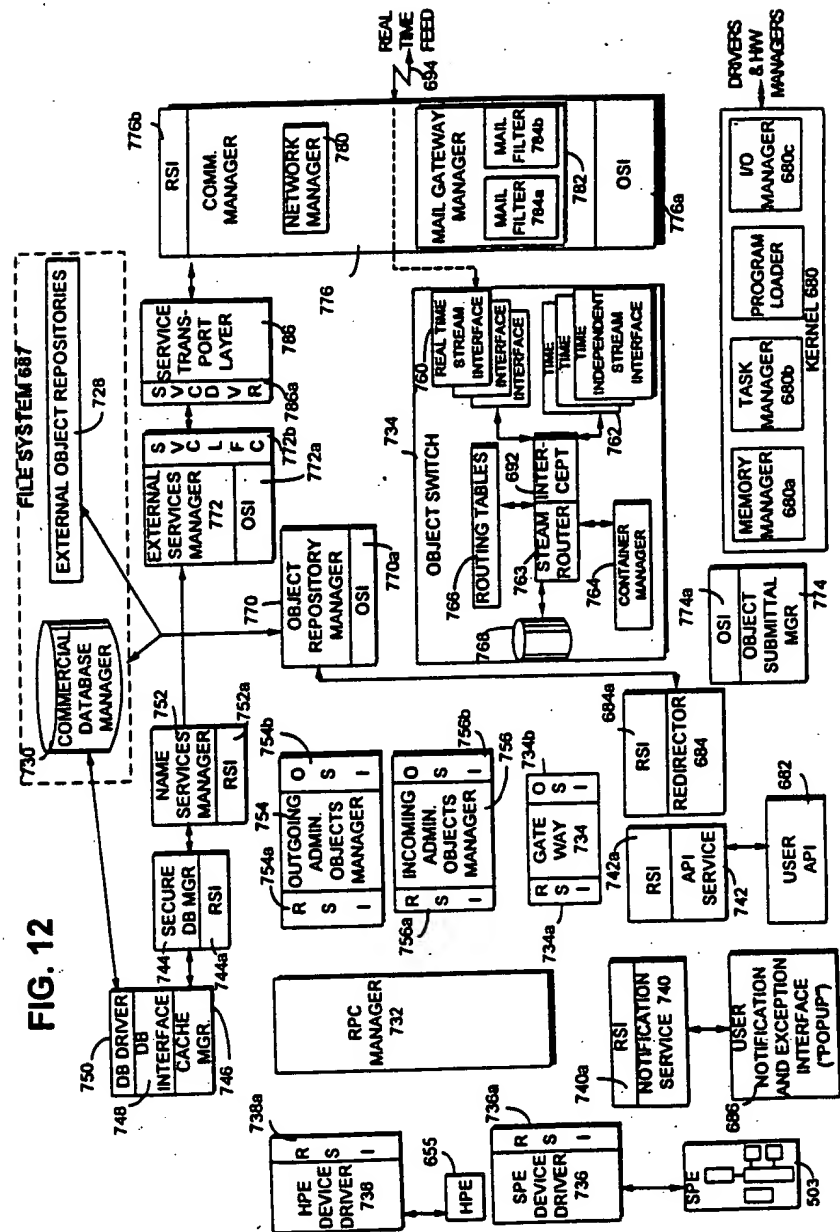 FIG. 12
FILE SYSTEM 687
EXTERNAL OBJECT REPOSITORIES
728
730
COMMERCIAL
DATABASE
MANAGER
750
DB DRIVER
748
DB
INTERFACE
CACHE
MGR.
746
744
SECURE
DB MGR
RSI
744a
752
NAME
SERVICES
MANAGER
RSI
752a
EXTERNAL
SERVICES
MANAGER
772
OSI
772a
S
V
C
L
F
C
772b
S
V
C
D
V
R
786a
SERVICE
TRANS-
PORT
LAYER
786
776b
RSI
COMM.
MANAGER
NETWORK
MANAGER
780
776
REAL
TIME
FEED
694
MAIL GATEWAY
MANAGER
MAIL
FILTER
784a
MAIL
FILTER
784b
782
OSI
776a
770
OBJECT
REPOSITORY
MANAGER
OSI
770a
754a
754
754b
R
S
I
OUTGOING
ADMIN.
OBJECTS
MANAGER
O
S
I
756a
R
S
I
INCOMING
ADMIN.
OBJECTS
MANAGER
O
S
I
756b
756
734
OBJECT SWITCH
760
REAL TIME
STREAM
INTERFACE
INTERFACE
INTERFACE
766
ROUTING TABLES
692
763
STEAM
ROUTER
INTER-
CEPT
768
764
CONTAINER
MANAGER
TIME
TIME
TIME
INDEPENDENT
STREAM
INTERFACE
762
RPC
MANAGER
732
734a
R
S
I
GATE
WAY
734
O
S
I
734b
738a
HPE
DEVICE
DRIVER
738
R
S
I
655
HPE
736a
SPE
DEVICE
DRIVER
736
R
S
I
SPE
503
740a
RSI
NOTIFICATION
SERVICE 740
686
USER
NOTIFICATION
AND EXCEPTION
INTERFACE
("POPUP")
742a
RSI
API
SERVICE
742
682
USER
API
684a
RSI
REDIRECTOR
684
774a
OSI
OBJECT
SUBMITTAL
MGR
774
MEMORY
MANAGER
680a
TASK
MANAGER
680b
PROGRAM
LOADER
I/O
MANAGER
680c
KERNEL 680
DRIVERS
& H/W
MANAGERS